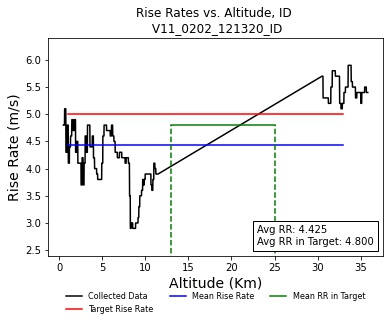 Rise Rates vs. Altitude, ID
V11_0202_121320_ID
Rise Rate (m/s)
6.0
5.5
5.0
4.5
4.0
3.5
3.0
2.5
Avg RR: 4.425
Avg RR in Target: 4.800
0 5 10 15 20 25 30 35
Altitude (Km)
Collected Data Mean Rise Rate Mean RR in Target
Target Rise Rate